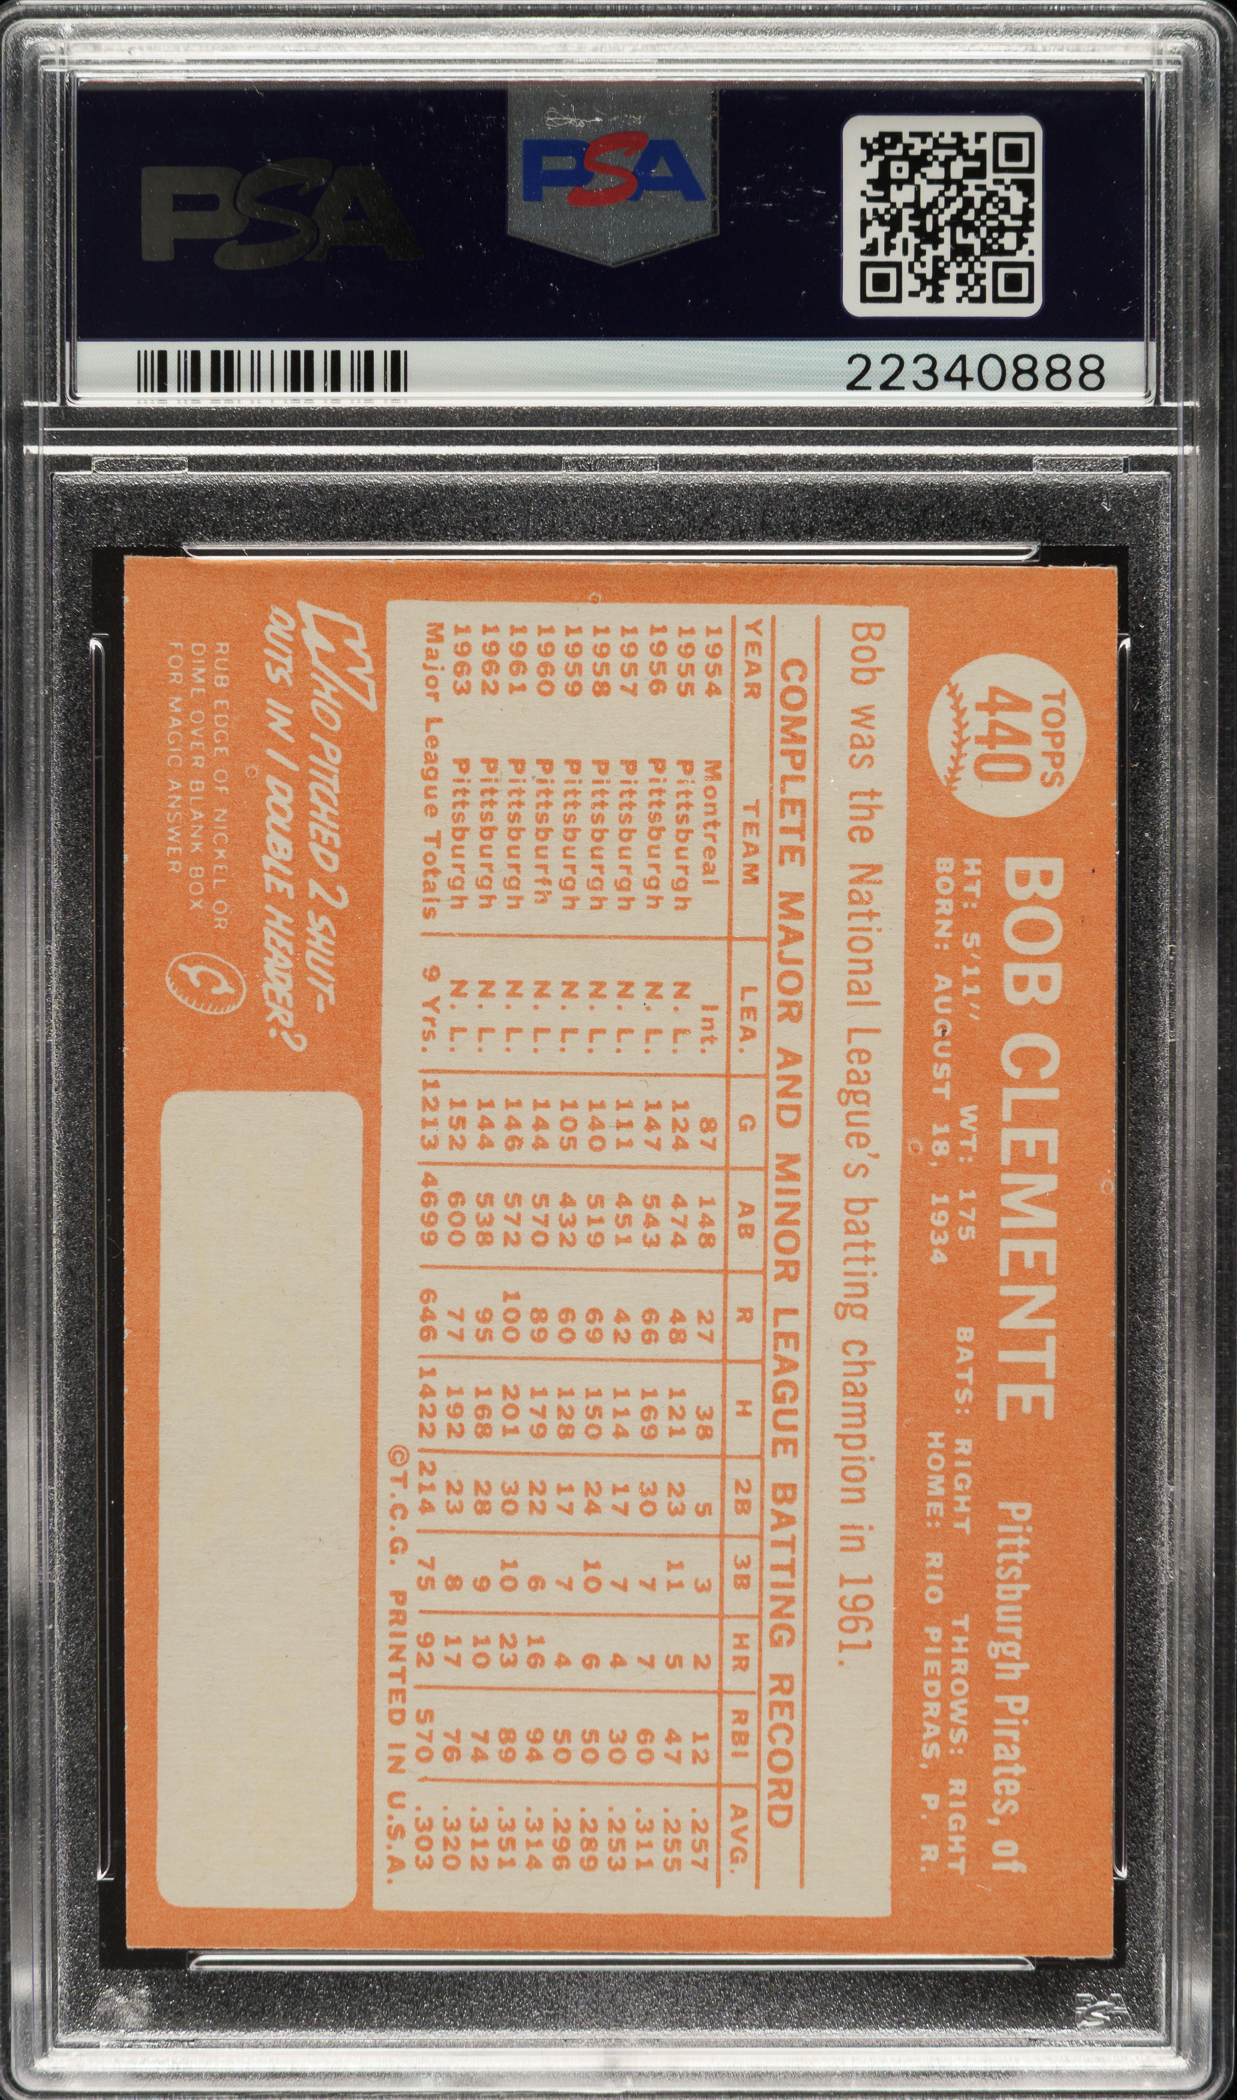 PSA
PSA
22340888
TOPPS
440
BOB CLEMENTE Pittsburgh Pirates, of
HT: 5'11" WT: 175 BATS: RIGHT THROWS: RIGHT
BORN: AUGUST 18, 1934 HOME: RIO PIEDRAS, P. R.
Bob was the National League's batting champion in 1961.
COMPLETE MAJOR AND MINOR LEAGUE BATTING RECORD
YEAR TEAM LEA. G AB R H 2B 3B HR RBI AVG.
1954 Montreal Int. 87 148 27 38 5 3 2 12 .257
1955 Pittsburgh N. L. 124 474 48 121 23 11 5 47 .255
1956 Pittsburgh N. L. 147 543 66 169 30 7 7 60 .311
1957 Pittsburgh N. L. 111 451 42 114 17 7 4 30 .253
1958 Pittsburgh N. L. 140 519 69 150 24 10 6 50 .289
1959 Pittsburgh N. L. 105 432 60 128 17 7 4 50 .296
1960 Pittsburfh N. L. 144 570 89 179 22 6 16 94 .314
1961 Pittsburgh N. L. 146 572 100 201 30 10 23 89 .351
1962 Pittsburgh N. L. 144 538 95 168 28 9 10 74 .312
1963 Pittsburgh N. L. 152 600 77 192 23 8 17 76 .320
Major League Totals 9 Yrs. 1213 4699 646 1422 214 75 92 570 .303
©T.C.G. PRINTED IN U.S.A.
WHO PITCHED 2 SHUT-
OUTS IN 1 DOUBLE HEADER?
RUB EDGE OF NICKEL OR
DIME OVER BLANK BOX
FOR MAGIC ANSWER
C
PSA